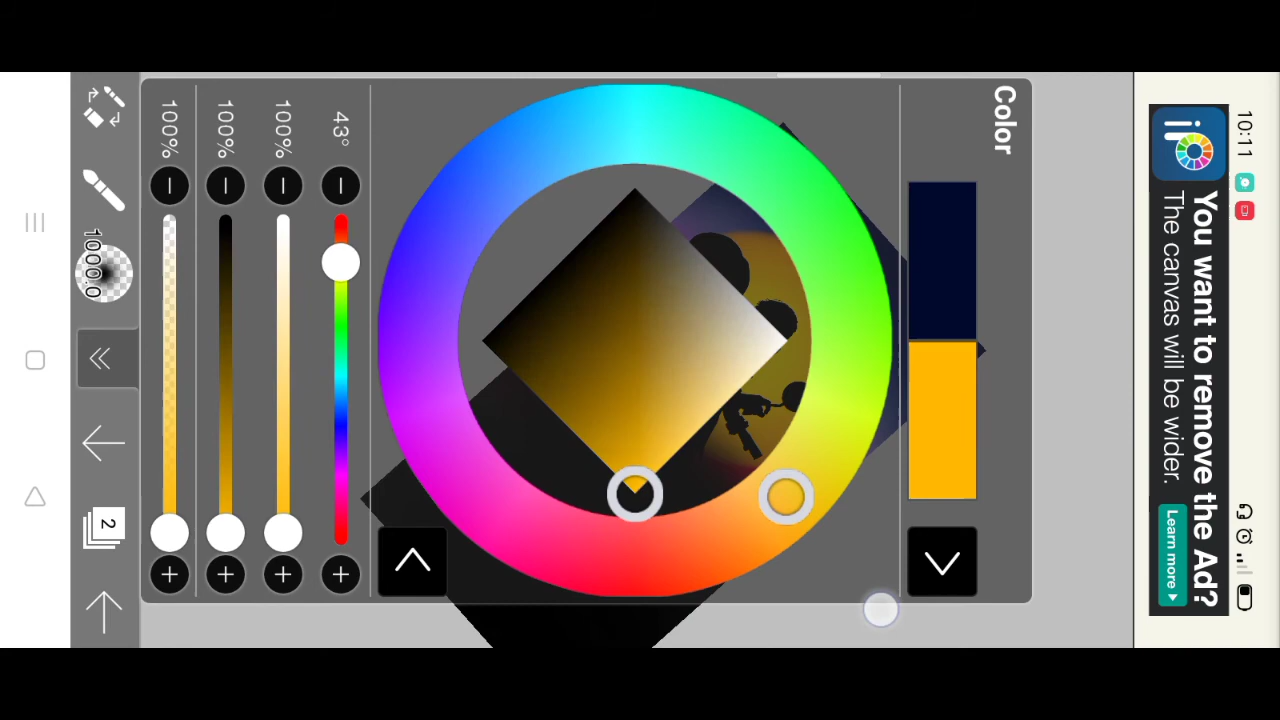 10:11
iP
You want to remove the Ad?
The canvas will be wider.
Learn more
Color
43°
100%
100%
100%
1000.0
2